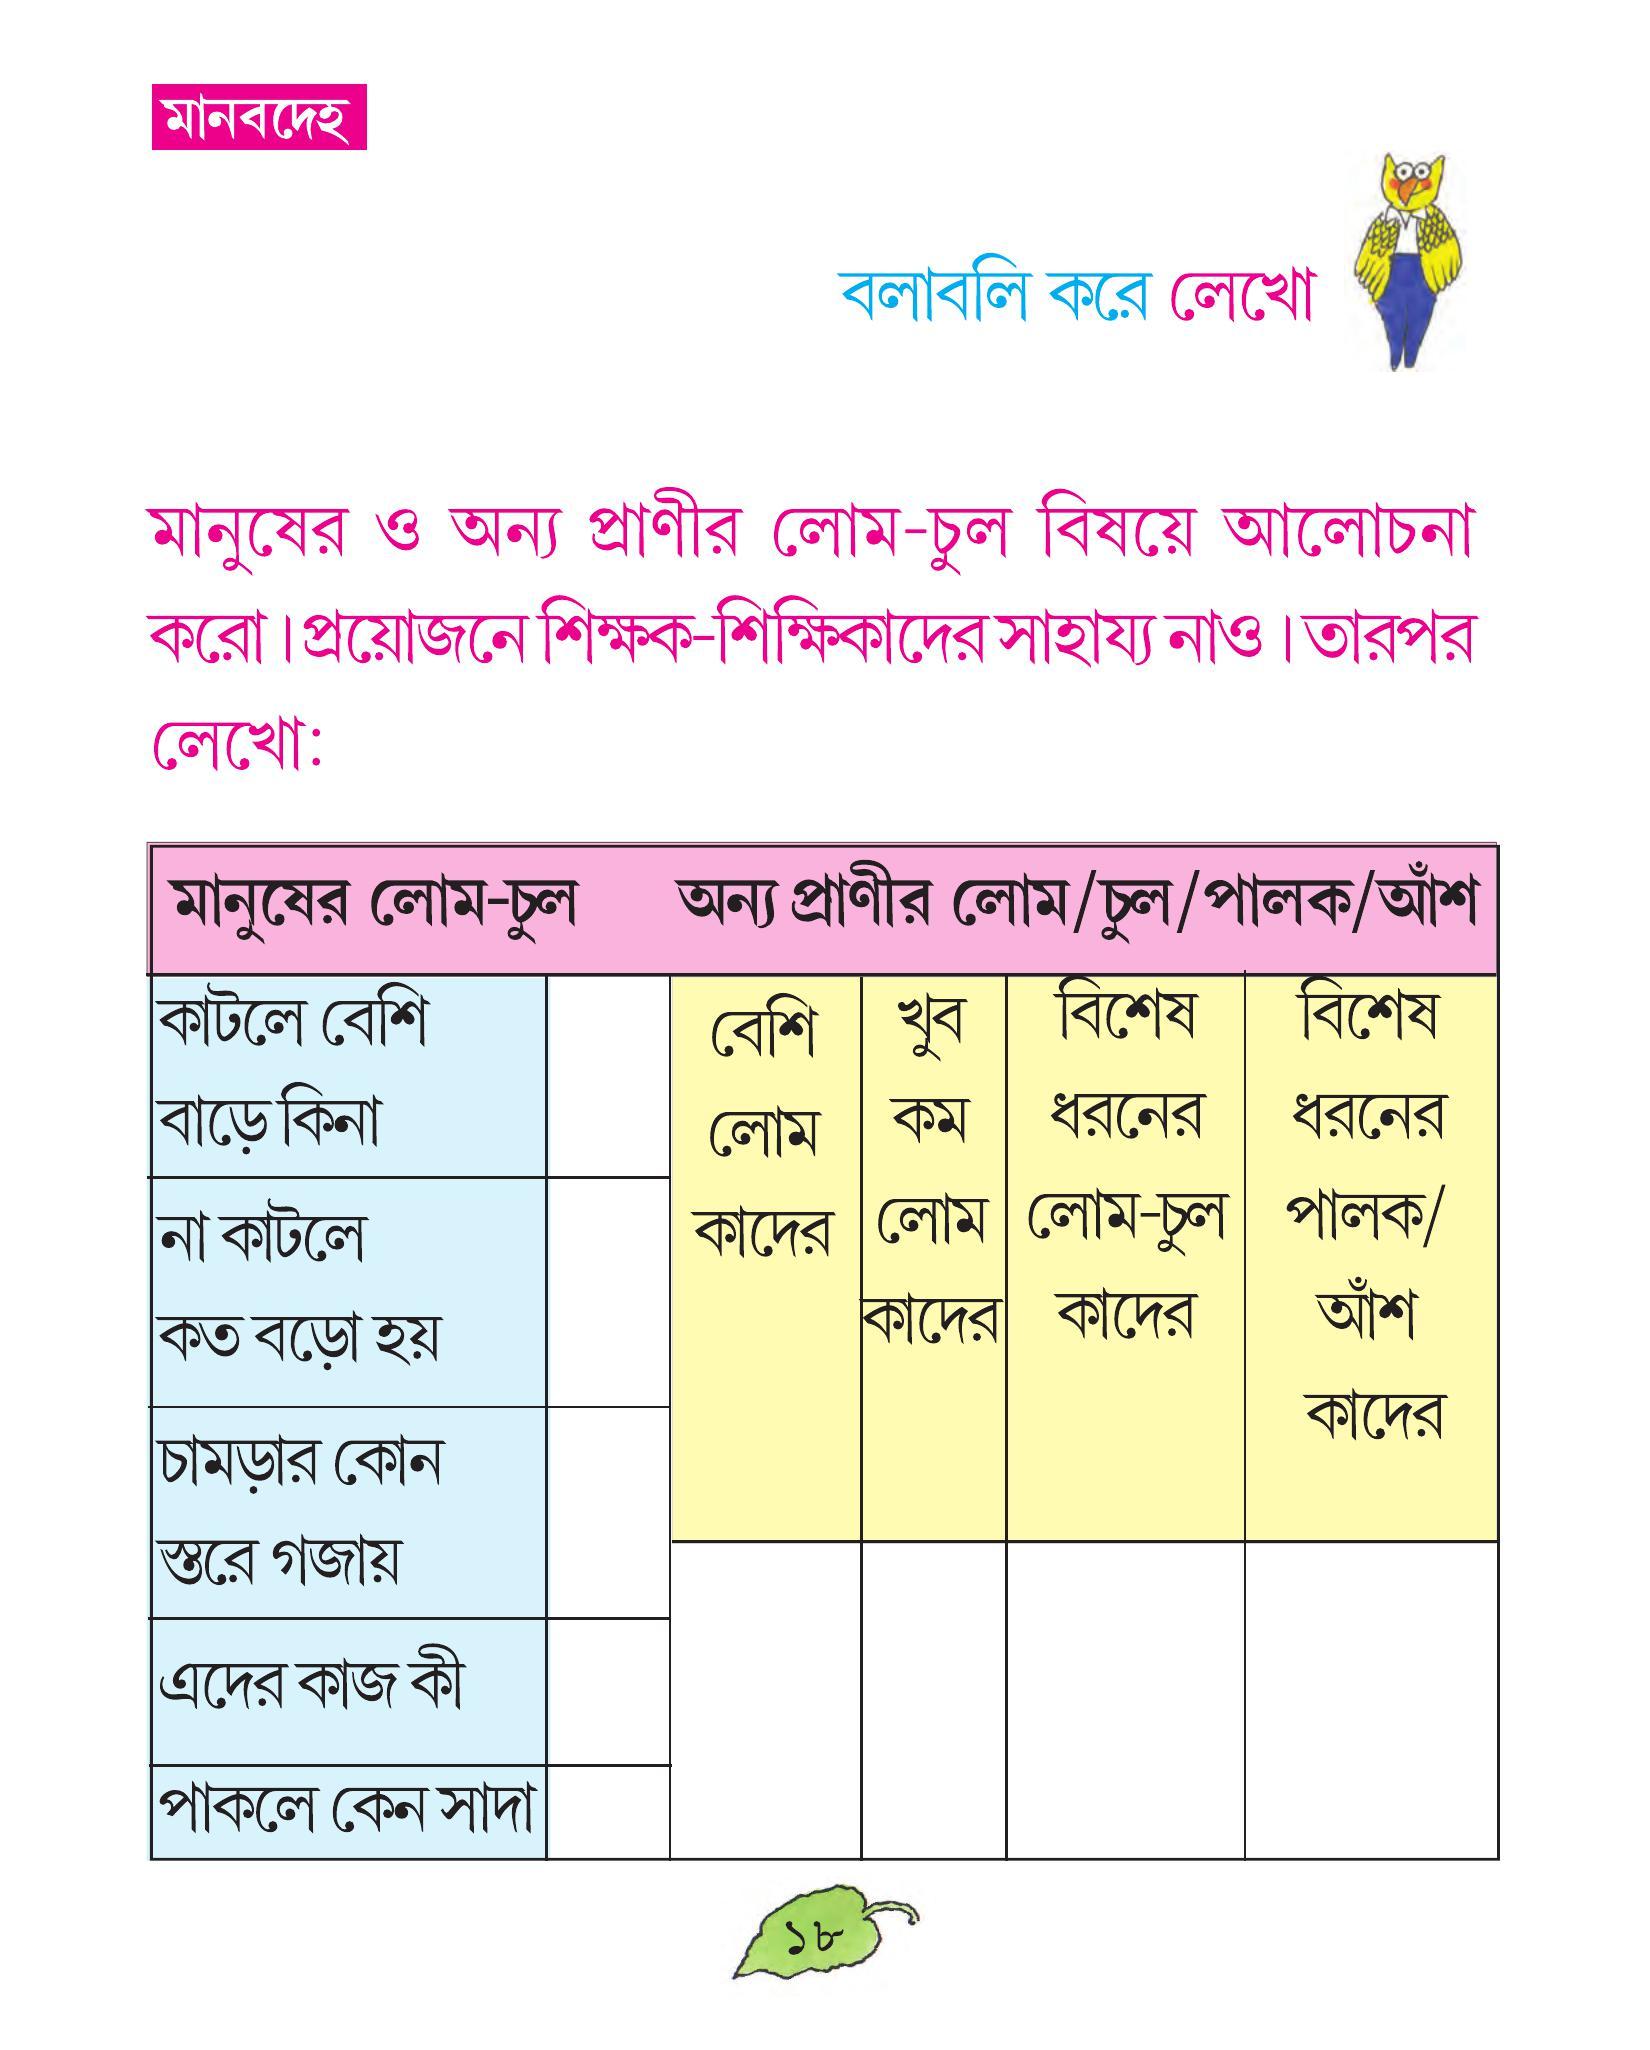 মানবদেহ
বলাবলি করে লেখো
মানুষের ও অন্য প্রাণীর লোম-চুল বিষয়ে আলোচনা
করো। প্রয়োজনে শিক্ষক-শিক্ষিকাদের সাহায্য নাও। তারপর
লেখো:
মানুষের লোম-চুল
অন্য প্রাণীর লোম/চুল/পালক/আঁশ
কাটলে বেশি
বাড়ে কিনা
না কাটলে
কত বড়ো হয়
চামড়ার কোন
স্তরে গজায়
এদের কাজ কী
পাকলে কেন সাদা
বেশি
লোম
কাদের
খুব
কম
লোম
কাদের
বিশেষ
ধরনের
লোম-চুল
কাদের
বিশেষ
ধরনের
পালক/
আঁশ
কাদের
১৮